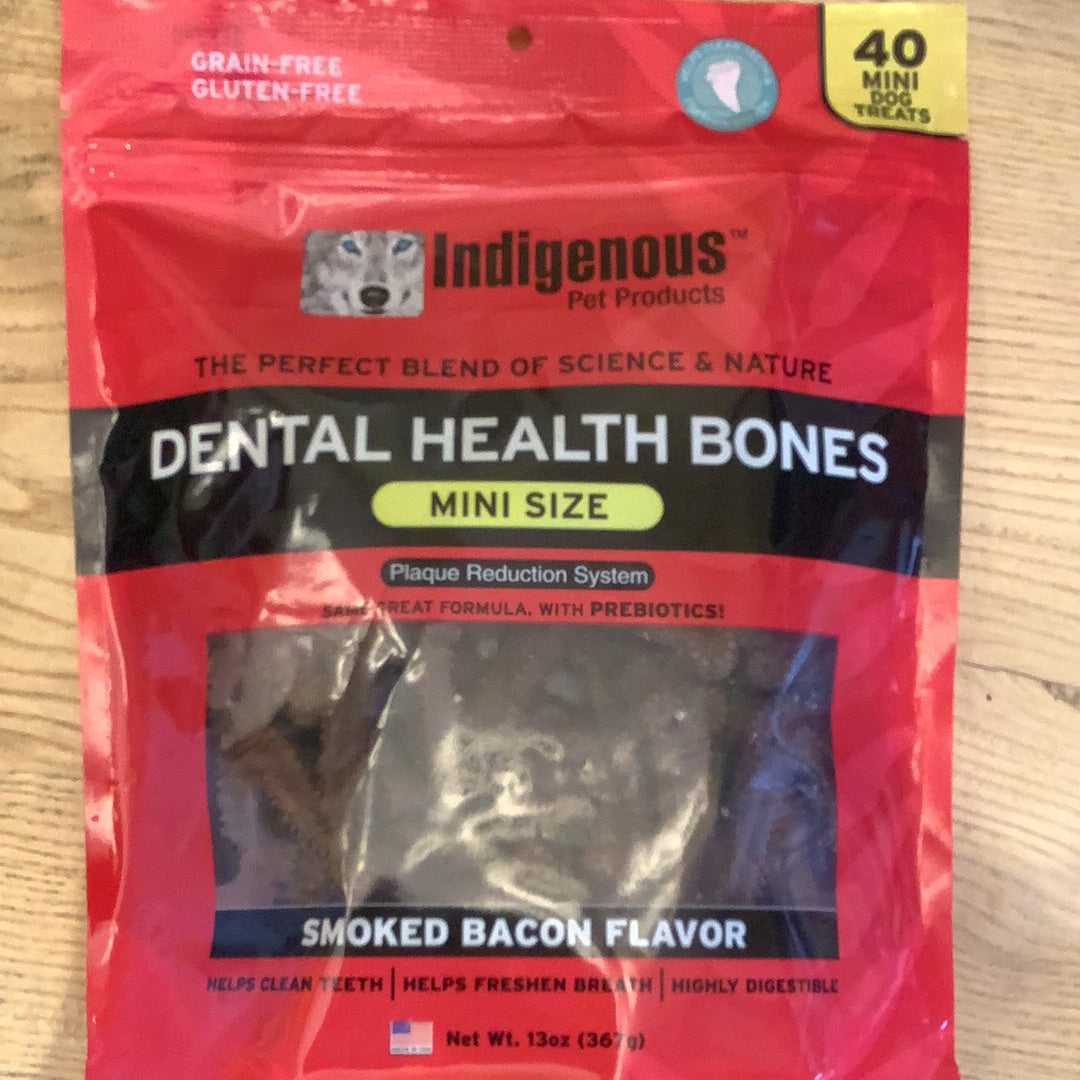 GRAIN-FREE
GLUTEN-FREE
40
MINI
DOG
TREATS
Indigenous™
Pet Products
THE PERFECT BLEND OF SCIENCE & NATURE
DENTAL HEALTH BONES
MINI SIZE
Plaque Reduction System
SAME GREAT FORMULA, WITH PREBIOTICS!
SMOKED BACON FLAVOR
HELPS CLEAN TEETH | HELPS FRESHEN BREATH | HIGHLY DIGESTIBLE
Net Wt. 13oz